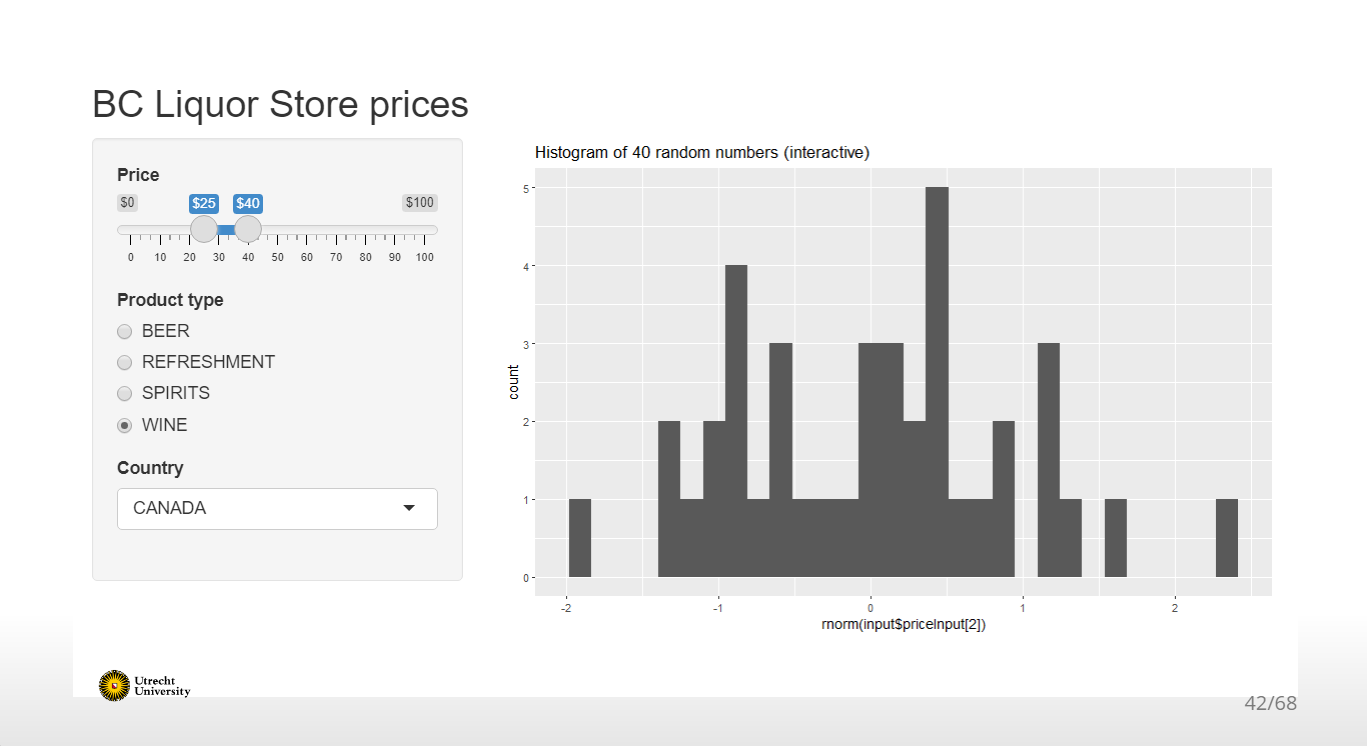 BC Liquor Store prices
Price
$0 $25 $40 $100
0 10 20 30 40 50 60 70 80 90 100
Product type
BEER
REFRESHMENT
SPIRITS
WINE
Country
CANADA
Histogram of 40 random numbers (interactive)
5
4
3
2
1
0
count
-2 -1 0 1 2
rnorm(input$priceInput[2])
Utrecht
University
42/68